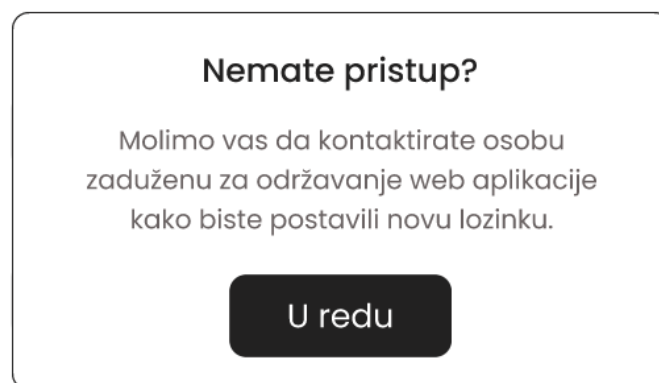 Nemate pristup?
Molimo vas da kontaktirate osobu
zaduženu za održavanje web aplikacije
kako biste postavili novu lozinku.
U redu